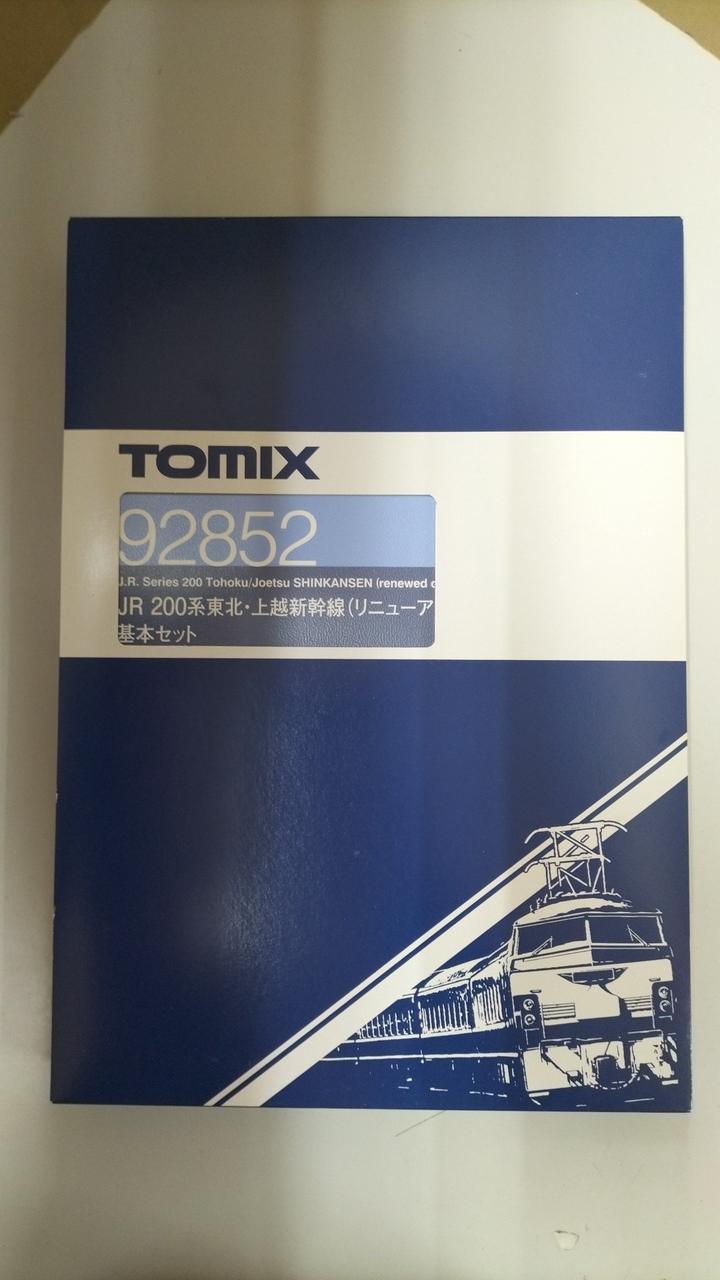 TOMIX
92852
J.R. Series 200 Tohoku/Joetsu SHINKANSEN (renewed
JR 200系東北・上越新幹線(リニューア
基本セット